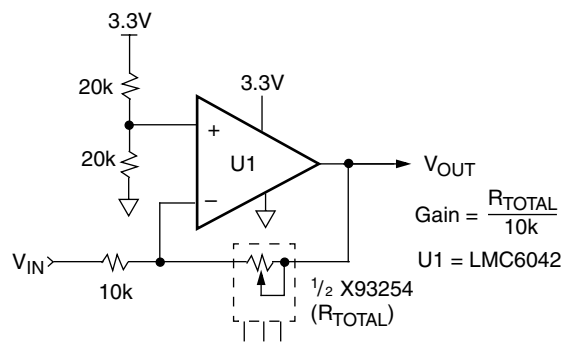 3.3V
20k
3.3V
+
U1
20k
–
VOUT
Gain = RTOTAL
10k
U1 = LMC6042
VIN
10k
1/2 X93254
(RTOTAL)